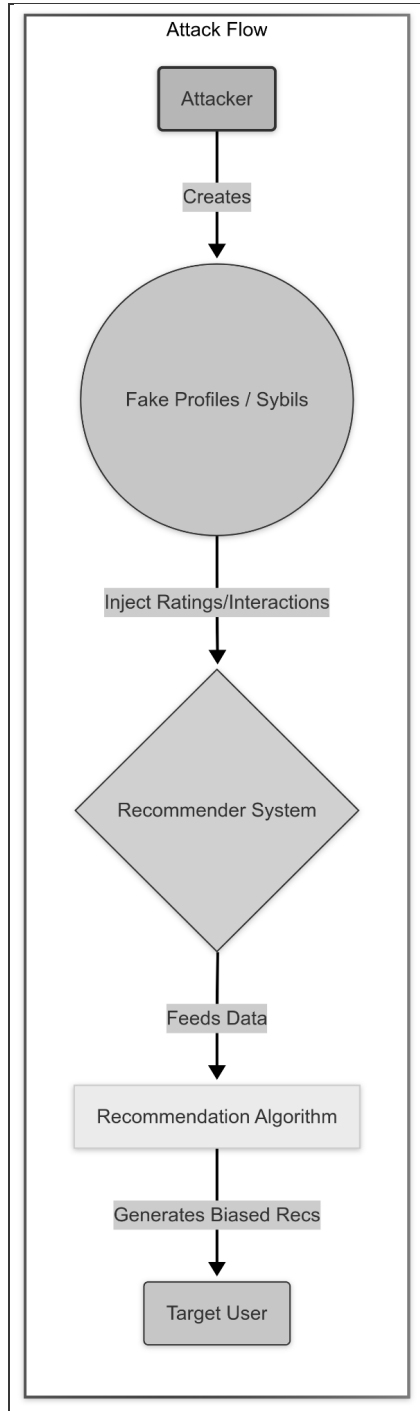 Attack Flow
Attacker
Creates
Fake Profiles / Sybils
Inject Ratings/Interactions
Recommender System
Feeds Data
Recommendation Algorithm
Generates Biased Recs
Target User